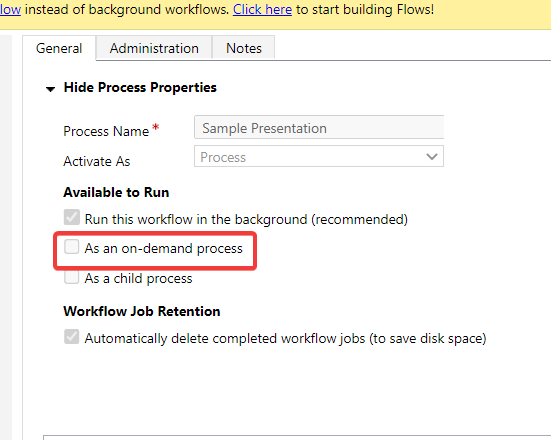 low instead of background workflows. Click here to start building Flows!
General Administration Notes
Hide Process Properties
Process Name * Sample Presentation
Activate As Process
Available to Run
Run this workflow in the background (recommended)
As an on-demand process
As a child process
Workflow Job Retention
Automatically delete completed workflow jobs (to save disk space)